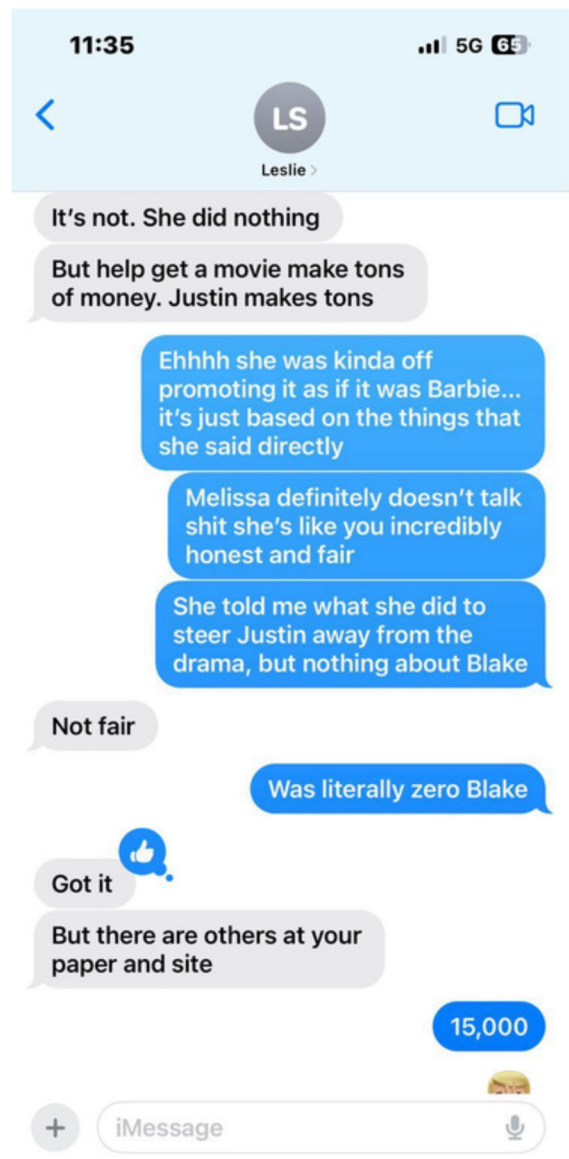 11:35
5G 65
LS
Leslie
It's not. She did nothing
But help get a movie make tons
of money. Justin makes tons
Ehhhh she was kinda off
promoting it as if it was Barbie...
it's just based on the things that
she said directly
Melissa definitely doesn't talk
shit she's like you incredibly
honest and fair
She told me what she did to
steer Justin away from the
drama, but nothing about Blake
Not fair
Was literally zero Blake
Got it
But there are others at your
paper and site
15,000
iMessage